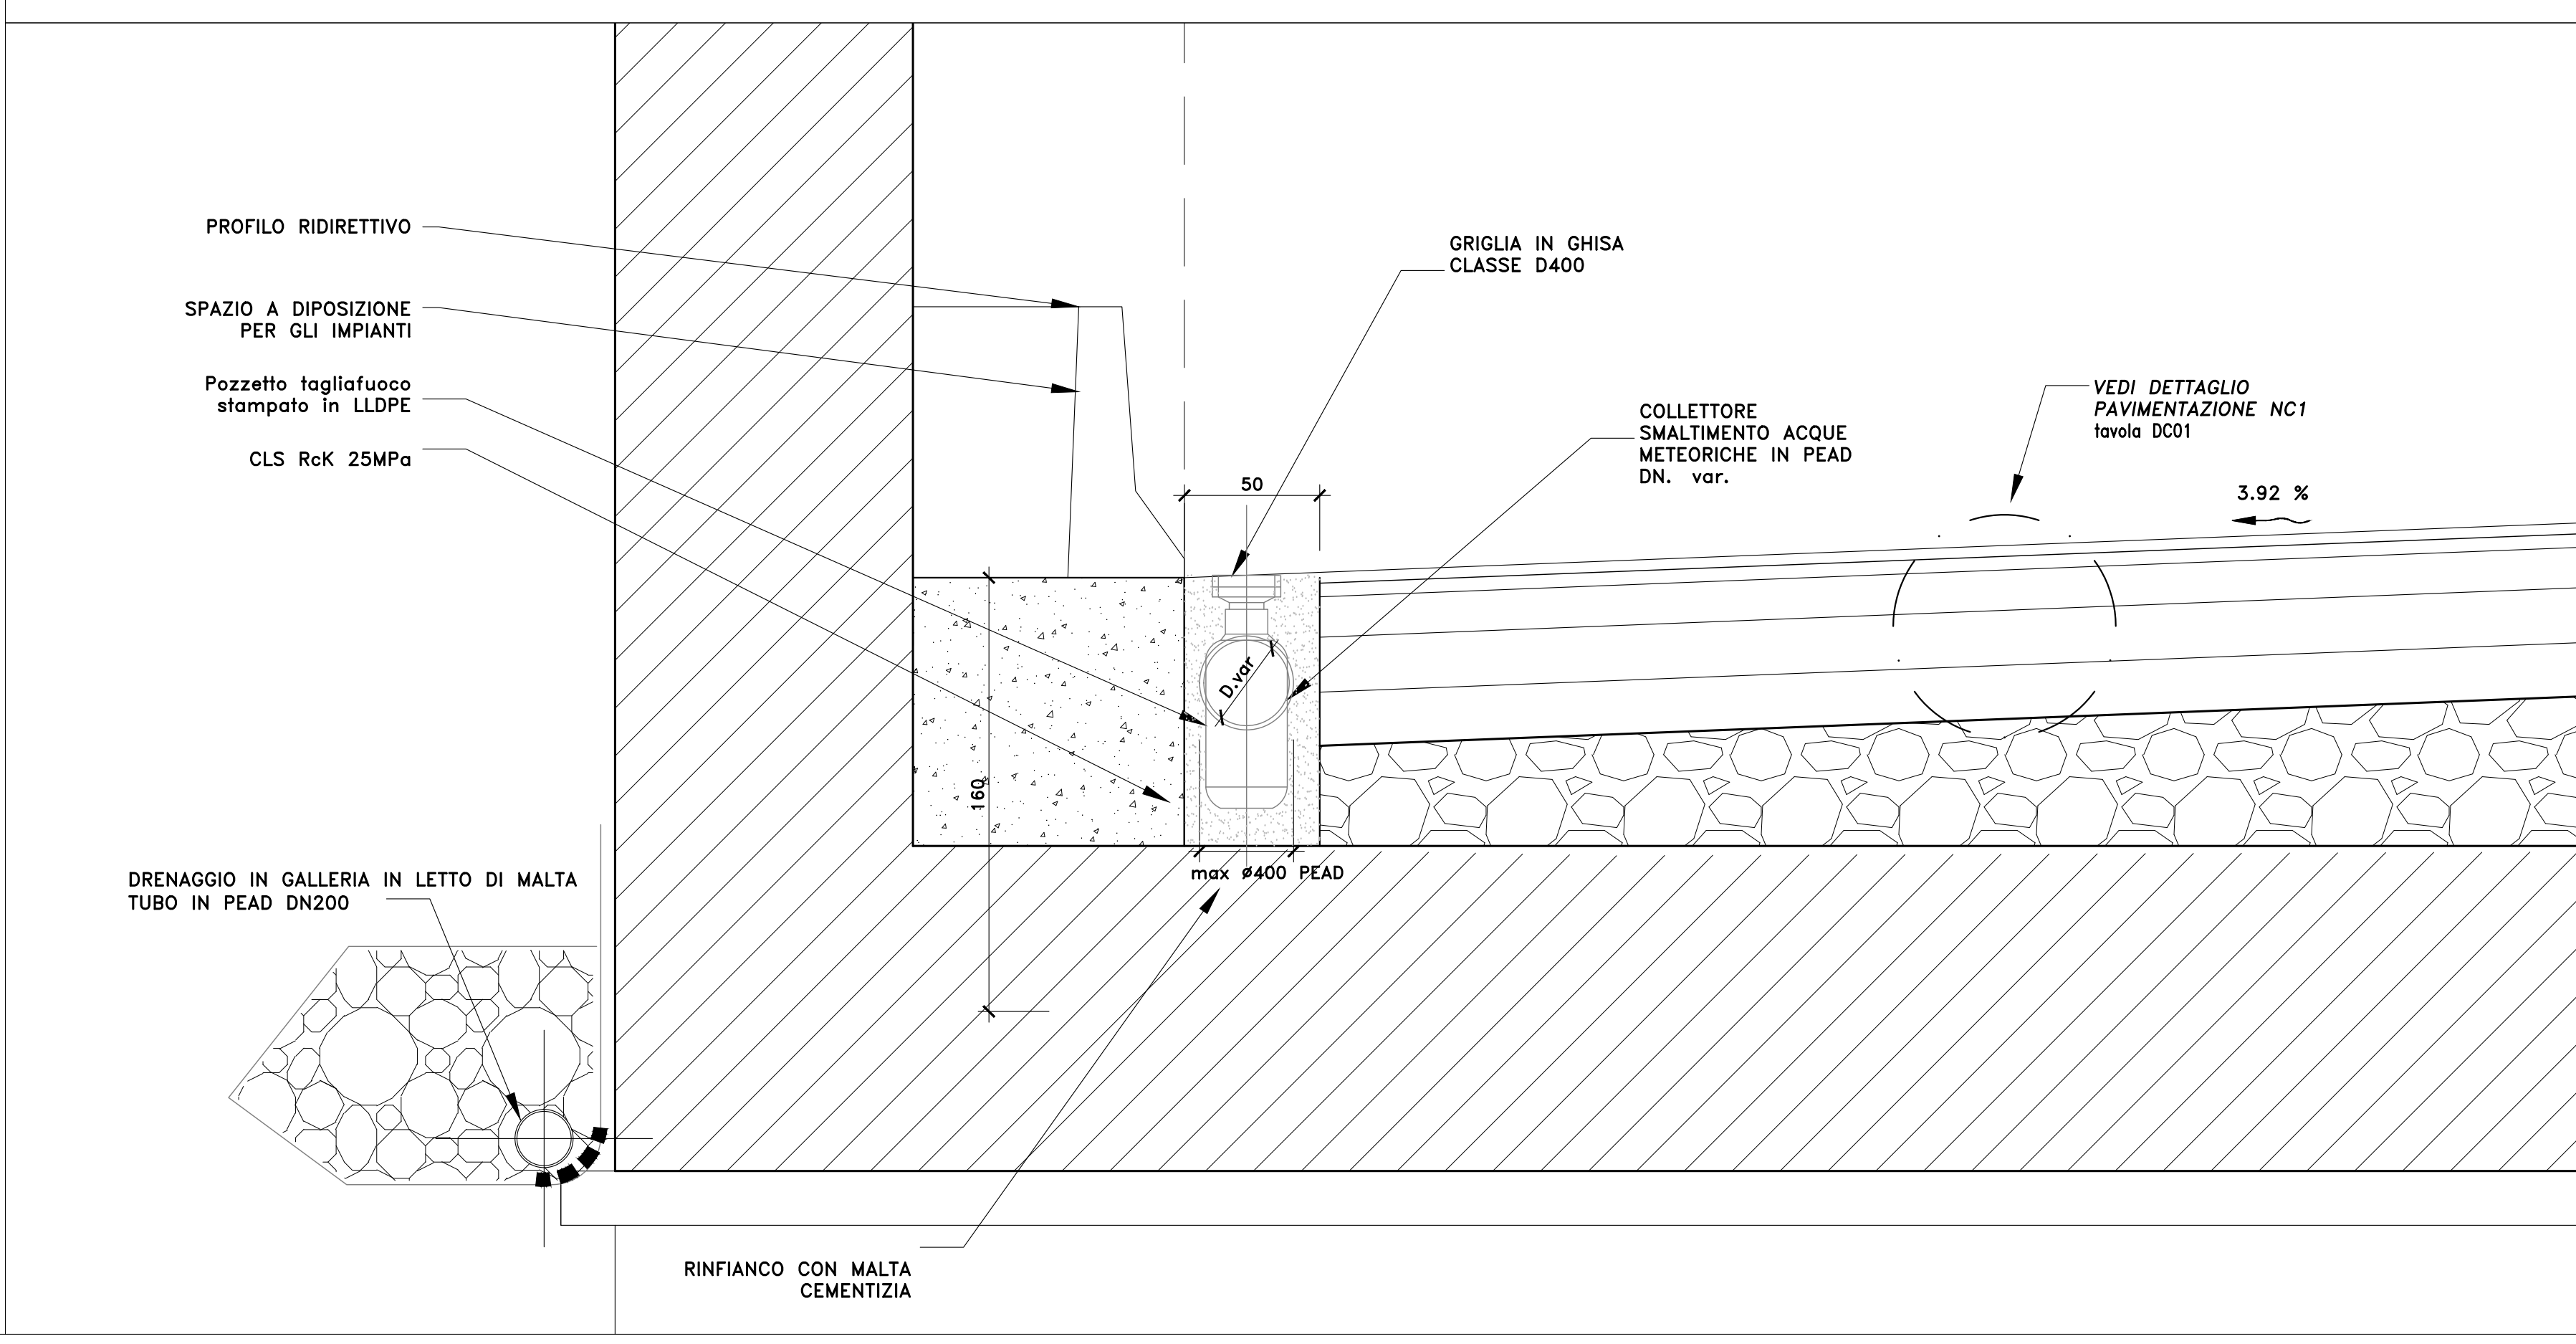 PROFILO RIDIRETTIVO
SPAZIO A DIPOSIZIONE
PER GLI IMPIANTI
Pozzetto tagliafuoco
stampato in LLDPE
CLS RcK 25MPa
GRIGLIA IN GHISA
CLASSE D400
COLLETTORE
SMALTIMENTO ACQUE
METEORICHE IN PEAD
DN. var.
VEDI DETTAGLIO
PAVIMENTAZIONE NC1
tavola DC01
3.92 %
50
D.var
160
max ø400 PEAD
DRENAGGIO IN GALLERIA IN LETTO DI MALTA
TUBO IN PEAD DN200
RINFIANCO CON MALTA
CEMENTIZIA